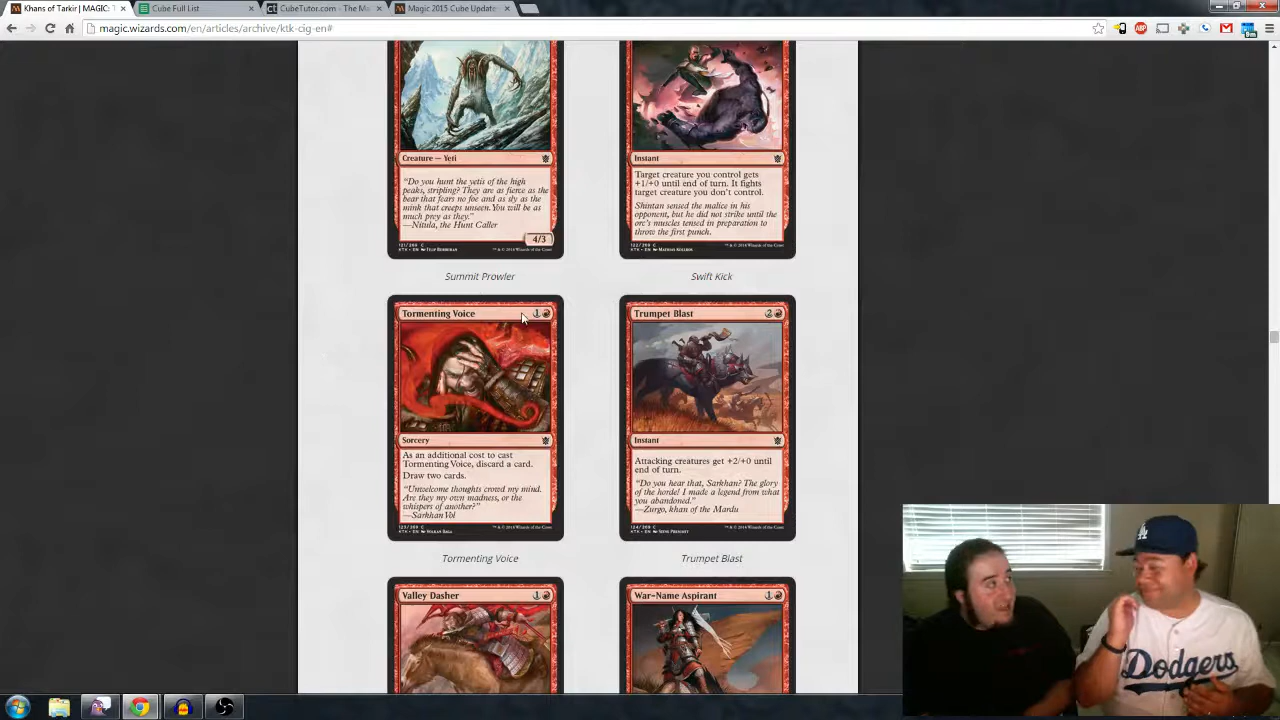 Khans of Tarkir | MAGIC: T
Cube Full List
CubeTutor.com - The Ma
Magic 2015 Cube Update
magic.wizards.com/en/articles/archive/ktk-cig-en#
Creature — Yeti
"Do you hunt the yetis of the high
peaks, stripling? They are as fierce as the
bear that fears no foe and as sly as the
mink that creeps unseen. You will be as
much prey as they."
—Nitula, the Hunt Caller
4/3
Summit Prowler
Instant
Target creature you control gets
+1/+0 until end of turn. It fights
target creature you don't control.
Shintan sensed the malice in his
opponent, but he did not strike until the
orc's muscles tensed in preparation to
throw the first punch.
Swift Kick
Tormenting Voice 1
Sorcery
As an additional cost to cast
Tormenting Voice, discard a card.
Draw two cards.
"Unwelcome thoughts crowd my mind.
Are they my own madness, or the
whispers of another?"
—Sarkhan Vol
Tormenting Voice
Trumpet Blast 2
Instant
Attacking creatures get +2/+0 until
end of turn.
"Do you hear that, Sarkhan? The glory
of the horde! I made a legend from what
you abandoned."
—Zurgo, khan of the Mardu
Trumpet Blast
Valley Dasher 1
War-Name Aspirant 1
LA
Dodgers